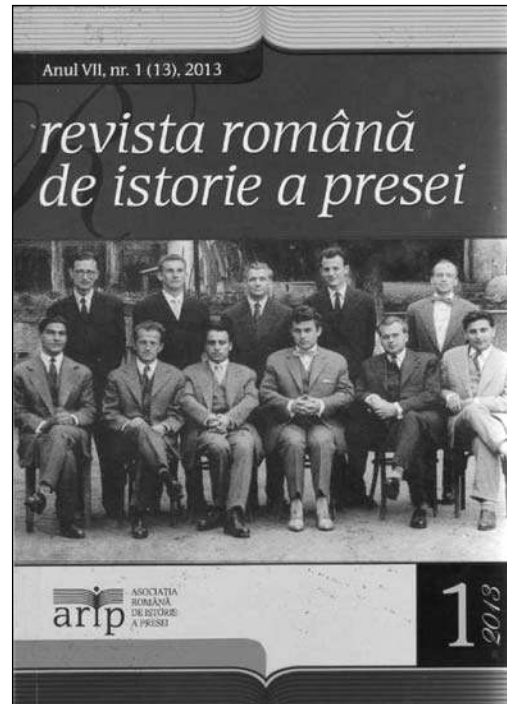 Anul VII, nr. 1 (13), 2013
revista română
de istorie a presei
arip
ASOCIAȚIA
ROMÂNĂ
DE ISTORIE
A PRESEI
1
2013